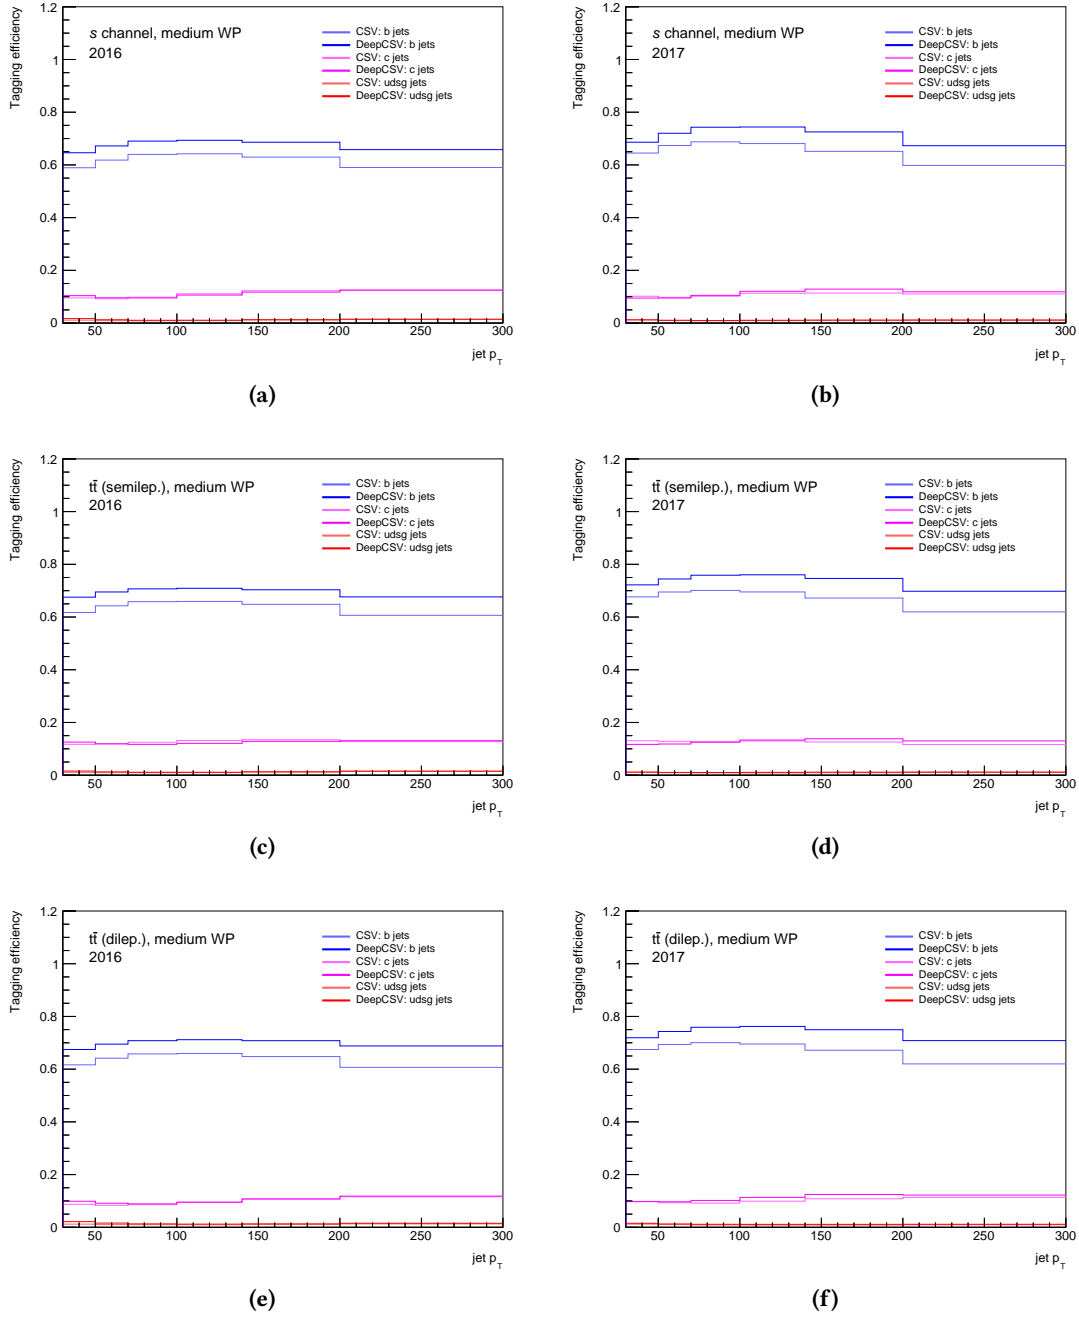 Tagging efficiency
1.2
1
0.8
0.6
0.4
0.2
0
s channel, medium WP
2016
CSV: b jets
DeepCSV: b jets
CSV: c jets
DeepCSV: c jets
CSV: udsg jets
DeepCSV: udsg jets
50 100 150 200 250 300
jet p_T
(a)
Tagging efficiency
1.2
1
0.8
0.6
0.4
0.2
0
s channel, medium WP
2017
CSV: b jets
DeepCSV: b jets
CSV: c jets
DeepCSV: c jets
CSV: udsg jets
DeepCSV: udsg jets
50 100 150 200 250 300
jet p_T
(b)
Tagging efficiency
1.2
1
0.8
0.6
0.4
0.2
0
tt̄ (semilep.), medium WP
2016
CSV: b jets
DeepCSV: b jets
CSV: c jets
DeepCSV: c jets
CSV: udsg jets
DeepCSV: udsg jets
50 100 150 200 250 300
jet p_T
(c)
Tagging efficiency
1.2
1
0.8
0.6
0.4
0.2
0
tt̄ (semilep.), medium WP
2017
CSV: b jets
DeepCSV: b jets
CSV: c jets
DeepCSV: c jets
CSV: udsg jets
DeepCSV: udsg jets
50 100 150 200 250 300
jet p_T
(d)
Tagging efficiency
1.2
1
0.8
0.6
0.4
0.2
0
tt̄ (dilep.), medium WP
2016
CSV: b jets
DeepCSV: b jets
CSV: c jets
DeepCSV: c jets
CSV: udsg jets
DeepCSV: udsg jets
50 100 150 200 250 300
jet p_T
(e)
Tagging efficiency
1.2
1
0.8
0.6
0.4
0.2
0
tt̄ (dilep.), medium WP
2017
CSV: b jets
DeepCSV: b jets
CSV: c jets
DeepCSV: c jets
CSV: udsg jets
DeepCSV: udsg jets
50 100 150 200 250 300
jet p_T
(f)